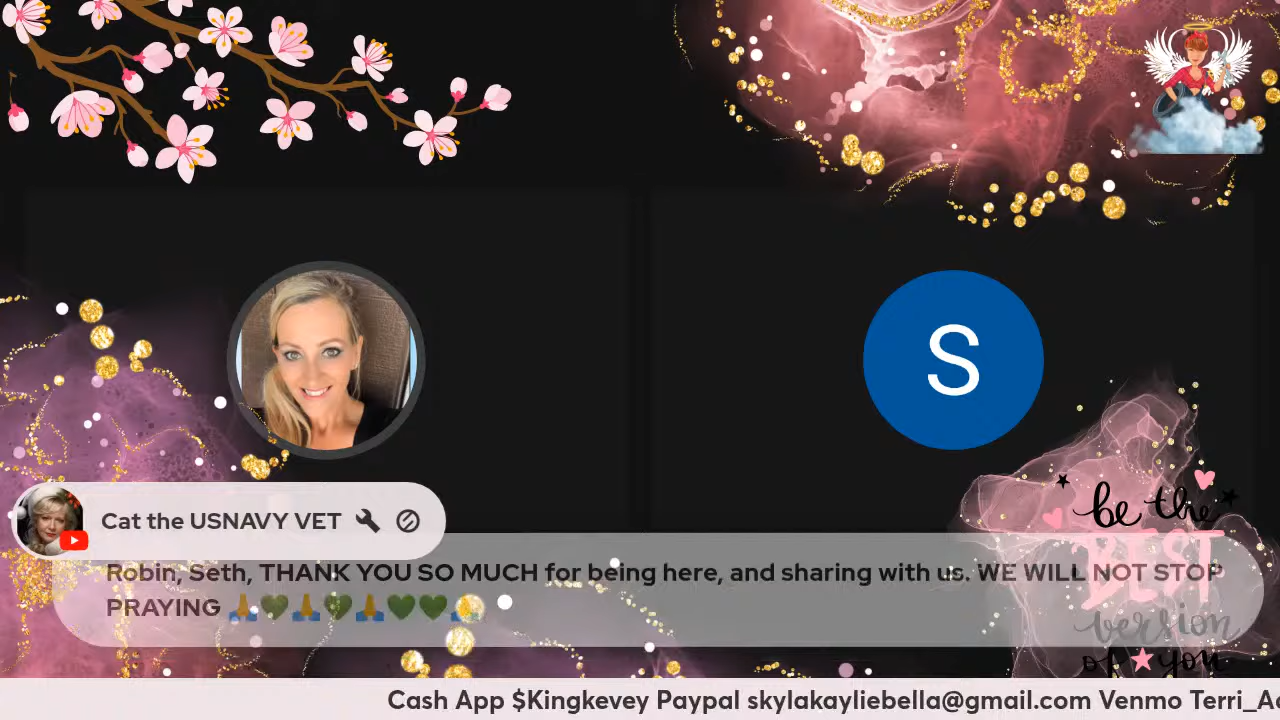 S
Cat the USNAVY VET
Robin, Seth, THANK YOU SO MUCH for being here, and sharing with us. WE WILL NOT STOP
PRAYING 🙏💚🙏💚🙏💚💚🙏
be the
BEST
version
of you
Cash App $Kingkevey Paypal skylakayliebella@gmail.com Venmo